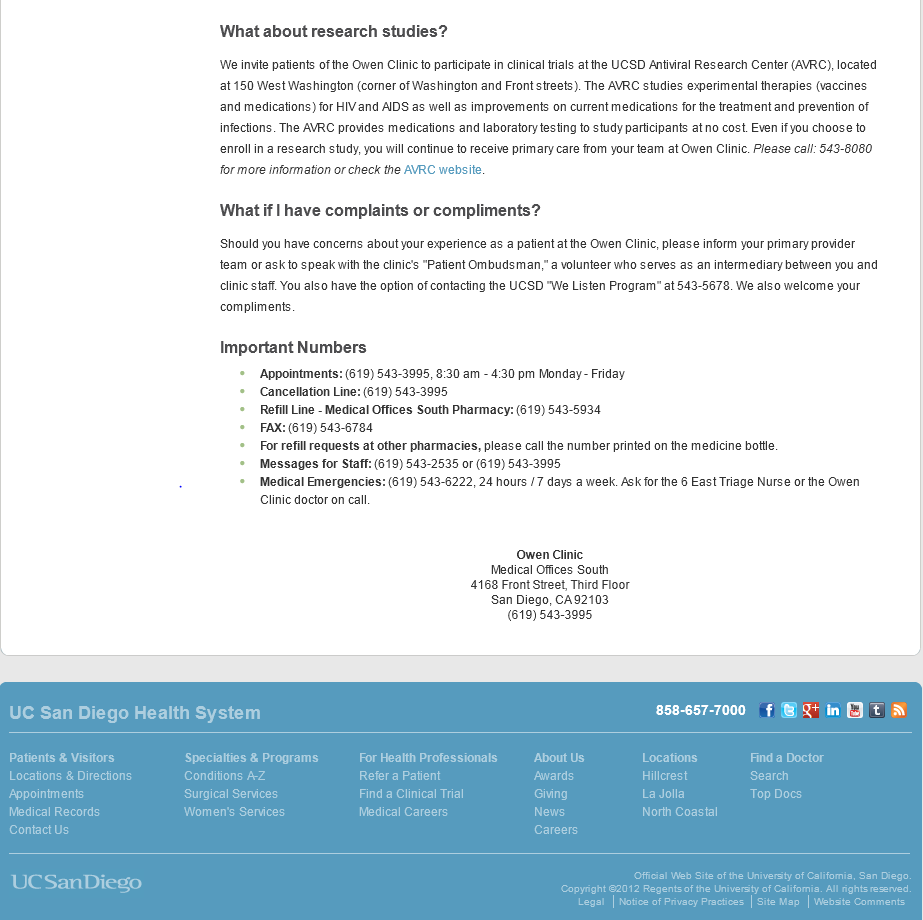 What about research studies?
We invite patients of the Owen Clinic to participate in clinical trials at the UCSD Antiviral Research Center (AVRC), located
at 150 West Washington (corner of Washington and Front streets). The AVRC studies experimental therapies (vaccines
and medications) for HIV and AIDS as well as improvements on current medications for the treatment and prevention of
infections. The AVRC provides medications and laboratory testing to study participants at no cost. Even if you choose to
enroll in a research study, you will continue to receive primary care from your team at Owen Clinic. Please call: 543-8080
for more information or check the AVRC website.
What if I have complaints or compliments?
Should you have concerns about your experience as a patient at the Owen Clinic, please inform your primary provider
team or ask to speak with the clinic's "Patient Ombudsman," a volunteer who serves as an intermediary between you and
clinic staff. You also have the option of contacting the UCSD "We Listen Program" at 543-5678. We also welcome your
compliments.
Important Numbers
• Appointments: (619) 543-3995, 8:30 am - 4:30 pm Monday - Friday
• Cancellation Line: (619) 543-3995
• Refill Line - Medical Offices South Pharmacy: (619) 543-5934
• FAX: (619) 543-6784
• For refill requests at other pharmacies, please call the number printed on the medicine bottle.
• Messages for Staff: (619) 543-2535 or (619) 543-3995
• Medical Emergencies: (619) 543-6222, 24 hours / 7 days a week. Ask for the 6 East Triage Nurse or the Owen
Clinic doctor on call.
Owen Clinic
Medical Offices South
4168 Front Street, Third Floor
San Diego, CA 92103
(619) 543-3995
UC San Diego Health System 858-657-7000
Patients & Visitors Specialties & Programs For Health Professionals About Us Locations Find a Doctor
Locations & Directions Conditions A-Z Refer a Patient Awards Hillcrest Search
Appointments Surgical Services Find a Clinical Trial Giving La Jolla Top Docs
Medical Records Women's Services Medical Careers News North Coastal
Contact Us Careers
UC San Diego
Official Web Site of the University of California, San Diego.
Copyright ©2012 Regents of the University of California. All rights reserved.
Legal | Notice of Privacy Practices | Site Map | Website Comments